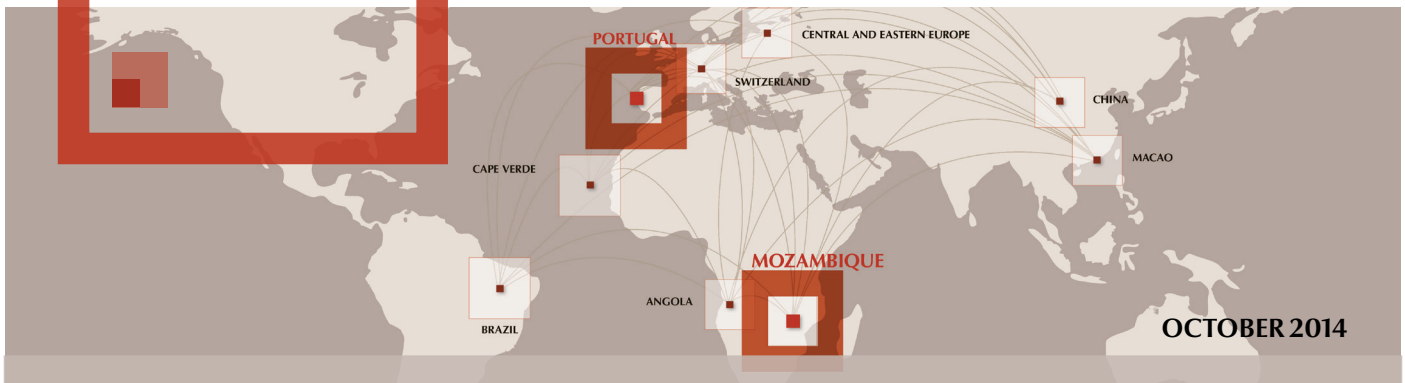 PORTUGAL
CENTRAL AND EASTERN EUROPE
SWITZERLAND
CHINA
MACAO
CAPE VERDE
MOZAMBIQUE
ANGOLA
BRAZIL
OCTOBER 2014